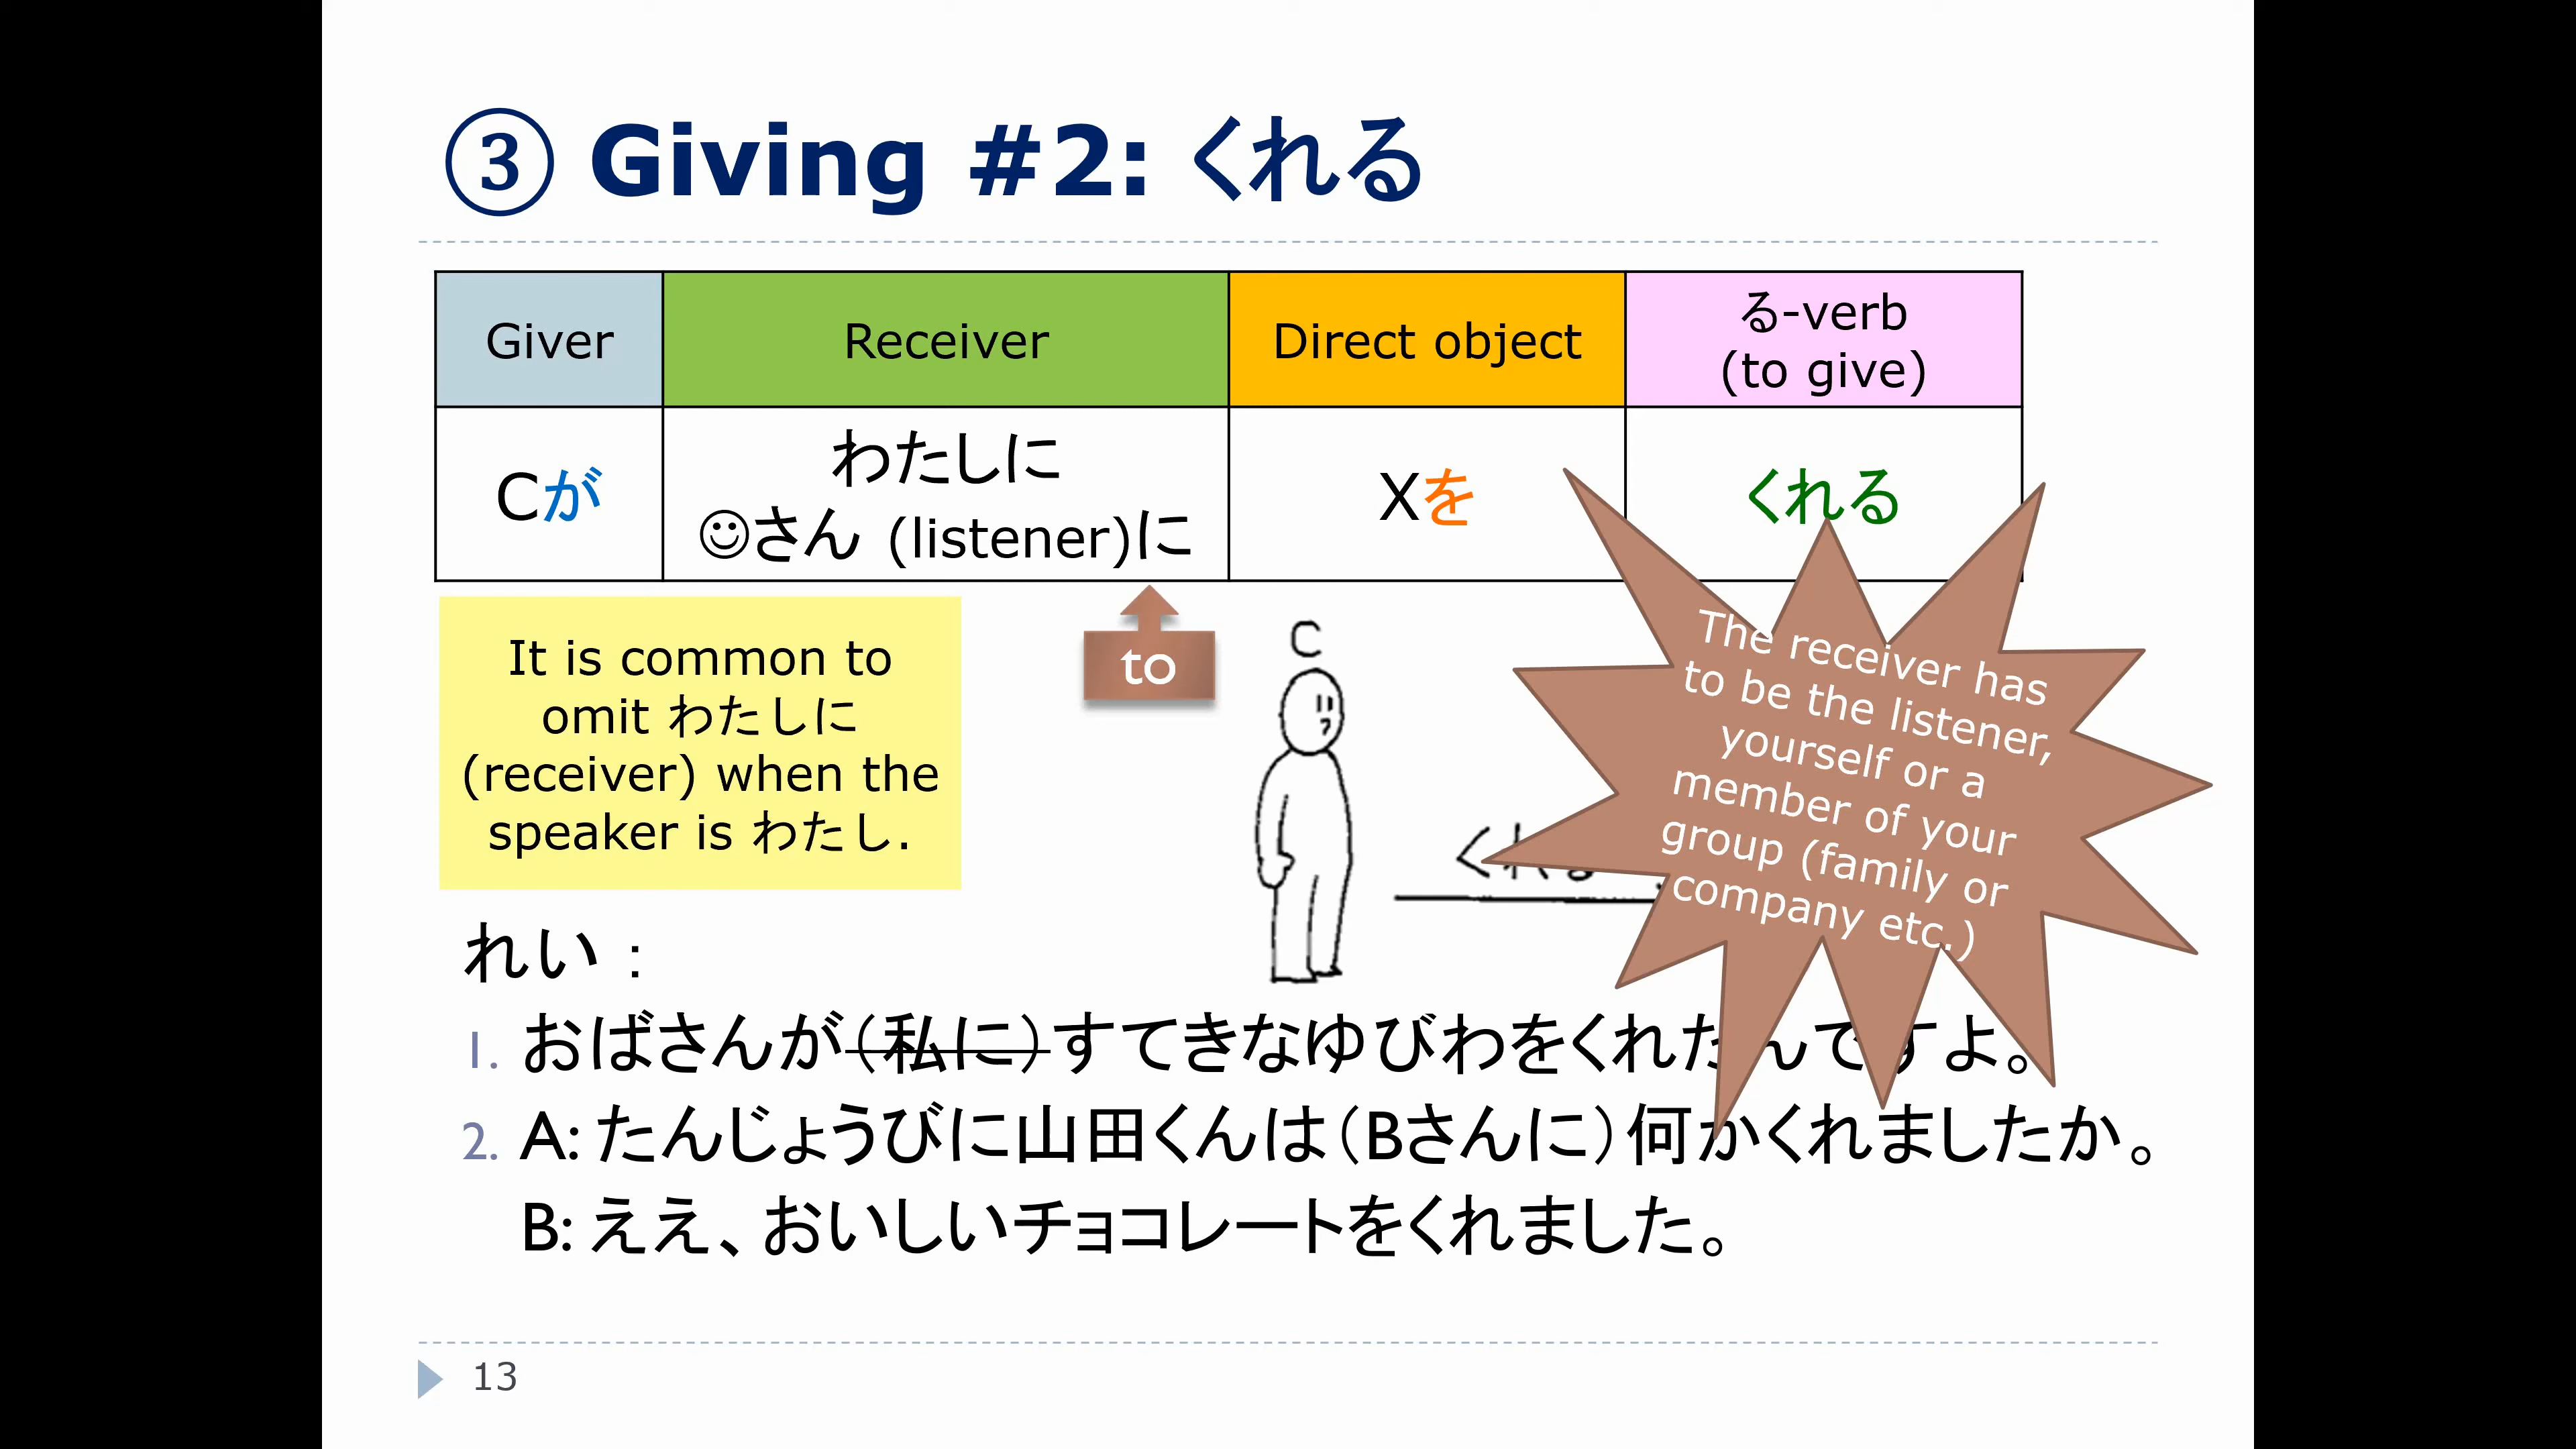 ③ Giving #2: くれる
Giver
Receiver
Direct object
る-verb
(to give)
Cが
わたしに
☺さん (listener)に
Xを
くれる
It is common to
omit わたしに
(receiver) when the
speaker is わたし.
to
C
The receiver has
to be the listener,
yourself or a
member of your
group (family or
company etc.)
れい：
1. おばさんが（私に）すてきなゆびわをくれたんですよ。
2. A: たんじょうびに山田くんは（Bさんに）何かくれましたか。
B: ええ、おいしいチョコレートをくれました。
13